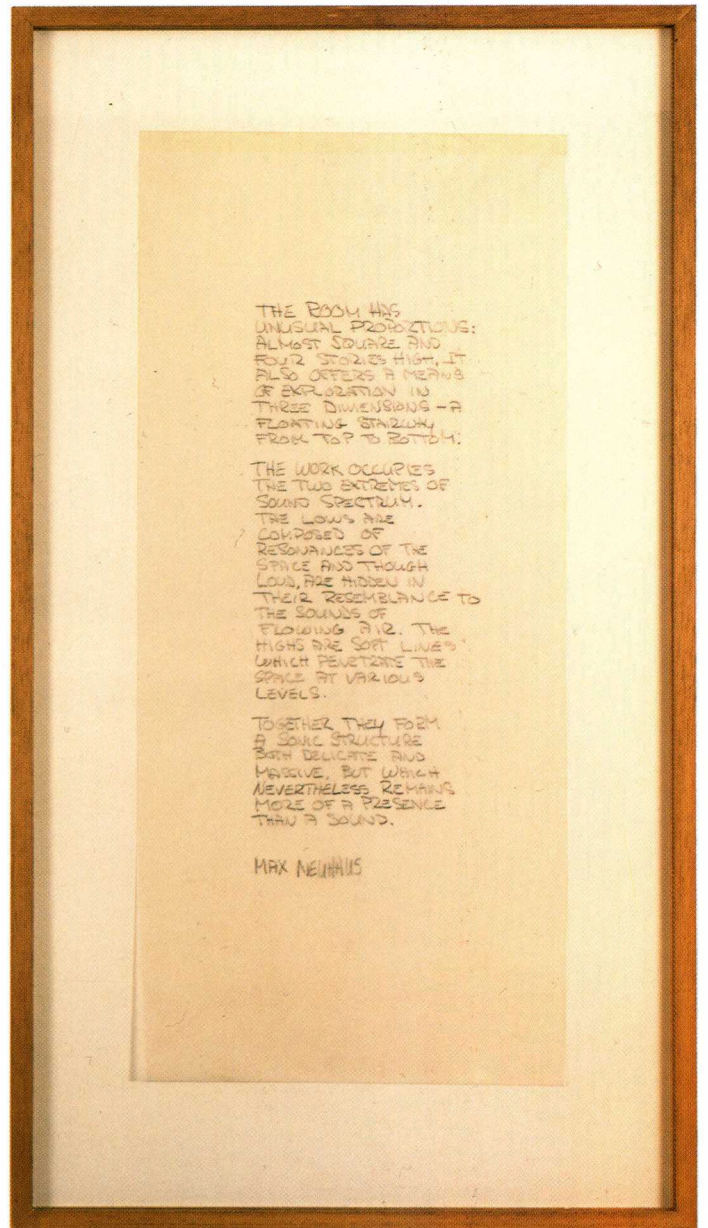 THE ROOM HAS
UNUSUAL PROPORTIONS:
ALMOST SQUARE AND
FOUR STORIES HIGH, IT
ALSO OFFERS A MEANS
OF EXPLORATION IN
THREE DIMENSIONS - A
FLOATING STAIRWAY
FROM TOP TO BOTTOM.
THE WORK OCCUPIES
THE TWO EXTREMES OF
SOUND SPECTRUM.
THE LOWS ARE
COMPOSED OF
RESONANCES OF THE
SPACE AND THOUGH
LOUD, ARE HIDDEN IN
THEIR RESEMBLANCE TO
THE SOUNDS OF
FLOWING AIR. THE
HIGHS ARE SOFT LINES
WHICH PENETRATE THE
SPACE AT VARIOUS
LEVELS.
TOGETHER THEY FORM
A SONIC STRUCTURE
BOTH DELICATE AND
MASSIVE, BUT WHICH
NEVERTHELESS REMAINS
MORE OF A PRESENCE
THAN A SOUND.
MAX NEUHAUS